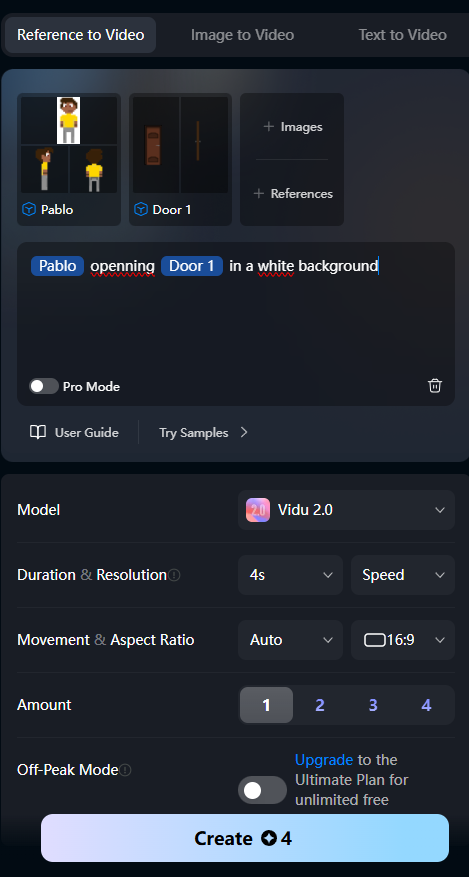 Reference to Video Image to Video Text to Video
+ Images
+ References
Pablo Door 1
Pablo openning Door 1 in a white background
Pro Mode
User Guide Try Samples
Model 2.0 Vidu 2.0
Duration & Resolution 4s Speed
Movement & Aspect Ratio Auto 16:9
Amount 1 2 3 4
Off-Peak Mode
Upgrade to the
Ultimate Plan for
unlimited free
Create 4